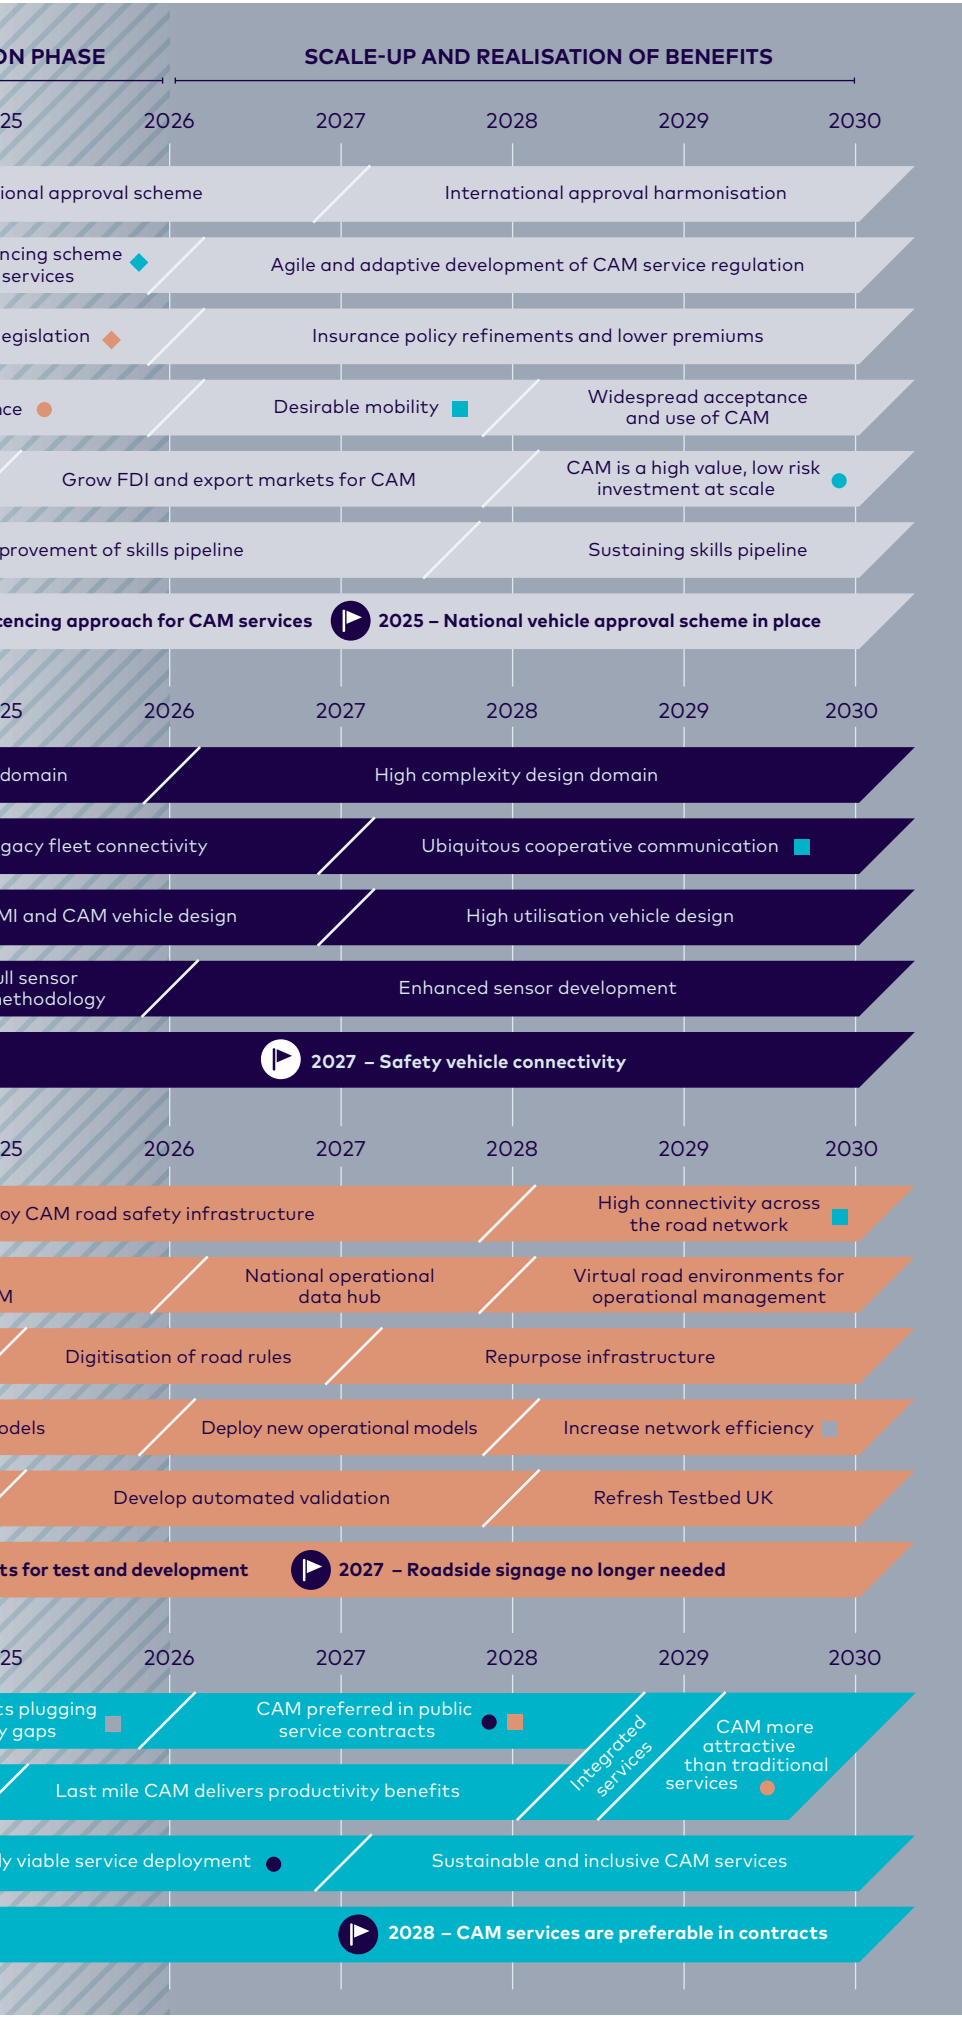 ON PHASE
SCALE-UP AND REALISATION OF BENEFITS
25 2026 2027 2028 2029 2030
ional approval scheme
International approval harmonisation
ncing scheme
services
Agile and adaptive development of CAM service regulation
egislation
Insurance policy refinements and lower premiums
nce
Desirable mobility
Widespread acceptance
and use of CAM
Grow FDI and export markets for CAM
CAM is a high value, low risk
investment at scale
provement of skills pipeline
Sustaining skills pipeline
cencing approach for CAM services
2025 – National vehicle approval scheme in place
25 2026 2027 2028 2029 2030
domain
High complexity design domain
gacy fleet connectivity
Ubiquitous cooperative communication
MI and CAM vehicle design
High utilisation vehicle design
ull sensor
methodology
Enhanced sensor development
2027 – Safety vehicle connectivity
25 2026 2027 2028 2029 2030
oy CAM road safety infrastructure
High connectivity across
the road network
M
National operational
data hub
Virtual road environments for
operational management
Digitisation of road rules
Repurpose infrastructure
odels
Deploy new operational models
Increase network efficiency
Develop automated validation
Refresh Testbed UK
ts for test and development
2027 – Roadside signage no longer needed
25 2026 2027 2028 2029 2030
ts plugging
y gaps
CAM preferred in public
service contracts
Integrated
services
CAM more
attractive
than traditional
services
Last mile CAM delivers productivity benefits
ly viable service deployment
Sustainable and inclusive CAM services
2028 – CAM services are preferable in contracts